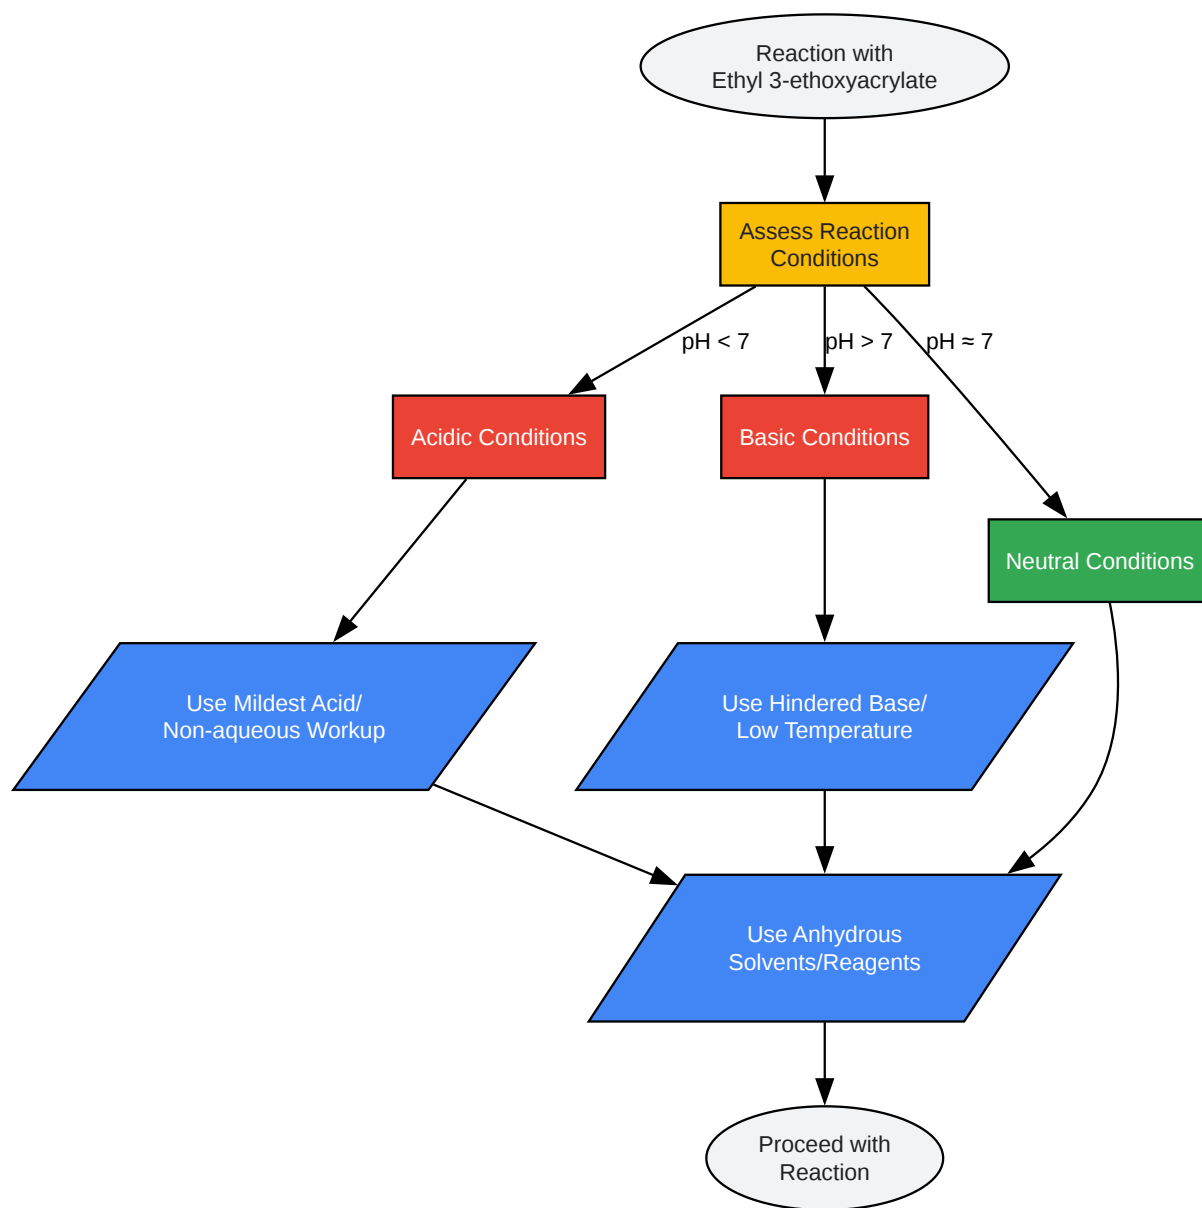 Reaction with
Ethyl 3-ethoxyacrylate
Assess Reaction
Conditions
pH < 7
pH > 7
pH ≈ 7
Acidic Conditions
Basic Conditions
Neutral Conditions
Use Mildest Acid/
Non-aqueous Workup
Use Hindered Base/
Low Temperature
Use Anhydrous
Solvents/Reagents
Proceed with
Reaction